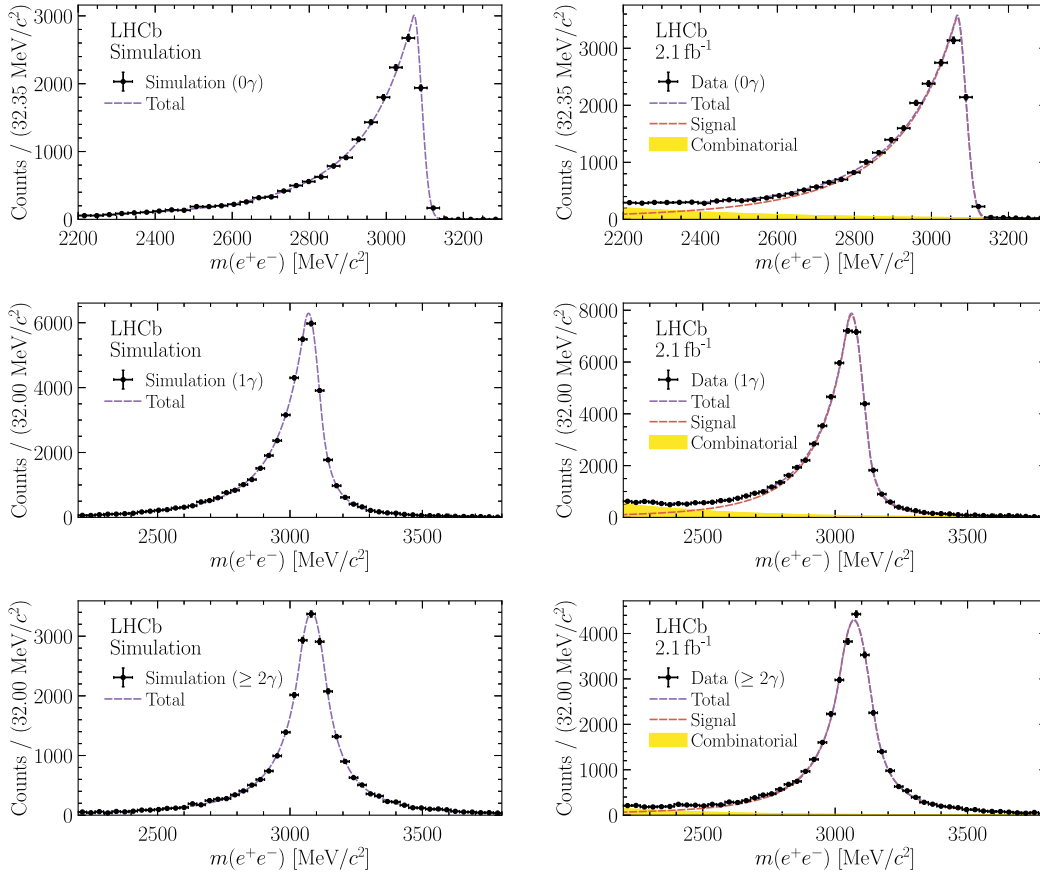 LHCb
Simulation
Simulation (0γ)
Total
Counts / (32.35 MeV/c²)
0
1000
2000
3000
2200 2400 2600 2800 3000 3200
m(e⁺e⁻) [MeV/c²]
LHCb
2.1 fb⁻¹
Data (0γ)
Total
Signal
Combinatorial
Counts / (32.35 MeV/c²)
0
1000
2000
3000
2200 2400 2600 2800 3000 3200
m(e⁺e⁻) [MeV/c²]
LHCb
Simulation
Simulation (1γ)
Total
Counts / (32.00 MeV/c²)
0
2000
4000
6000
2500 3000 3500
m(e⁺e⁻) [MeV/c²]
LHCb
2.1 fb⁻¹
Data (1γ)
Total
Signal
Combinatorial
Counts / (32.00 MeV/c²)
0
2000
4000
6000
8000
2500 3000 3500
m(e⁺e⁻) [MeV/c²]
LHCb
Simulation
Simulation (≥ 2γ)
Total
Counts / (32.00 MeV/c²)
0
1000
2000
3000
2500 3000 3500
m(e⁺e⁻) [MeV/c²]
LHCb
2.1 fb⁻¹
Data (≥ 2γ)
Total
Signal
Combinatorial
Counts / (32.00 MeV/c²)
0
1000
2000
3000
4000
2500 3000 3500
m(e⁺e⁻) [MeV/c²]